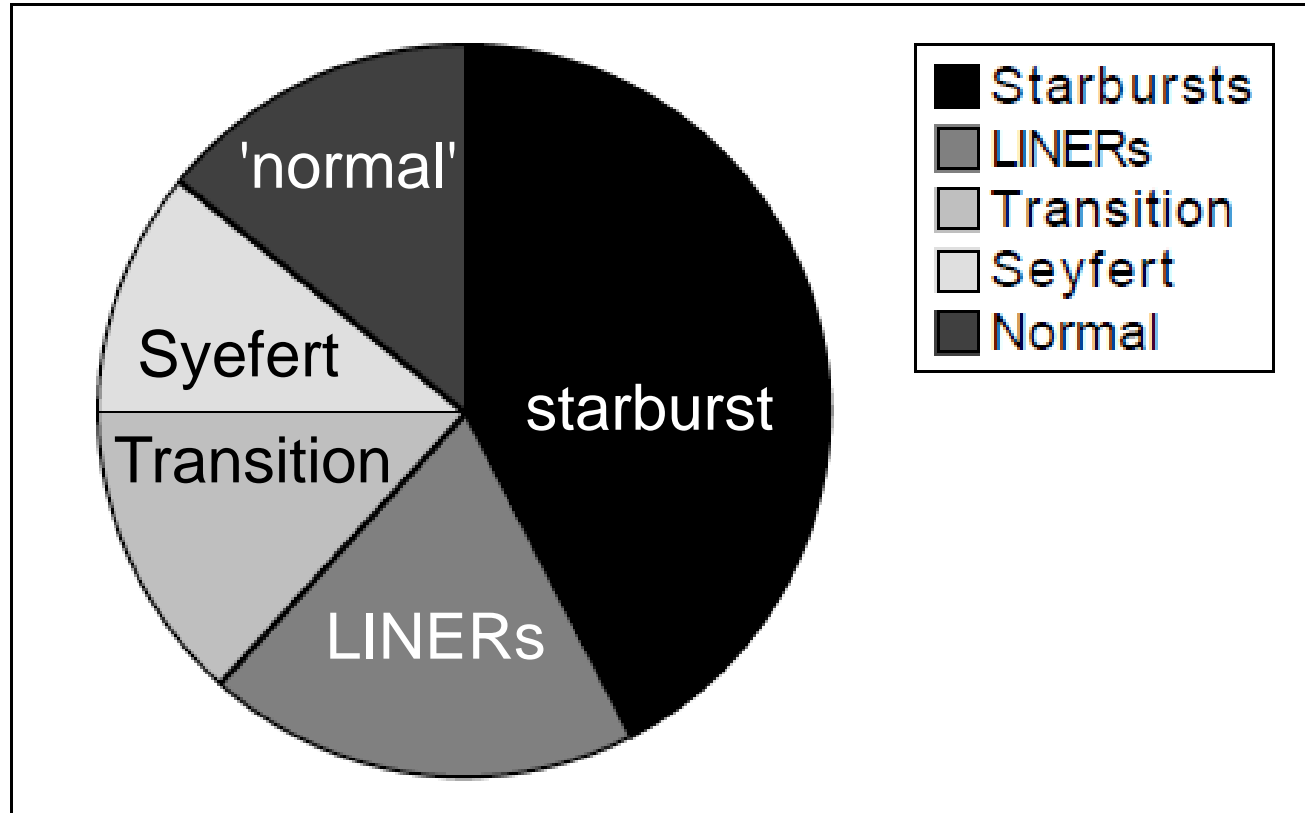 'normal'
Syefert
Transition
starburst
LINERs
Starbursts
LINERs
Transition
Seyfert
Normal